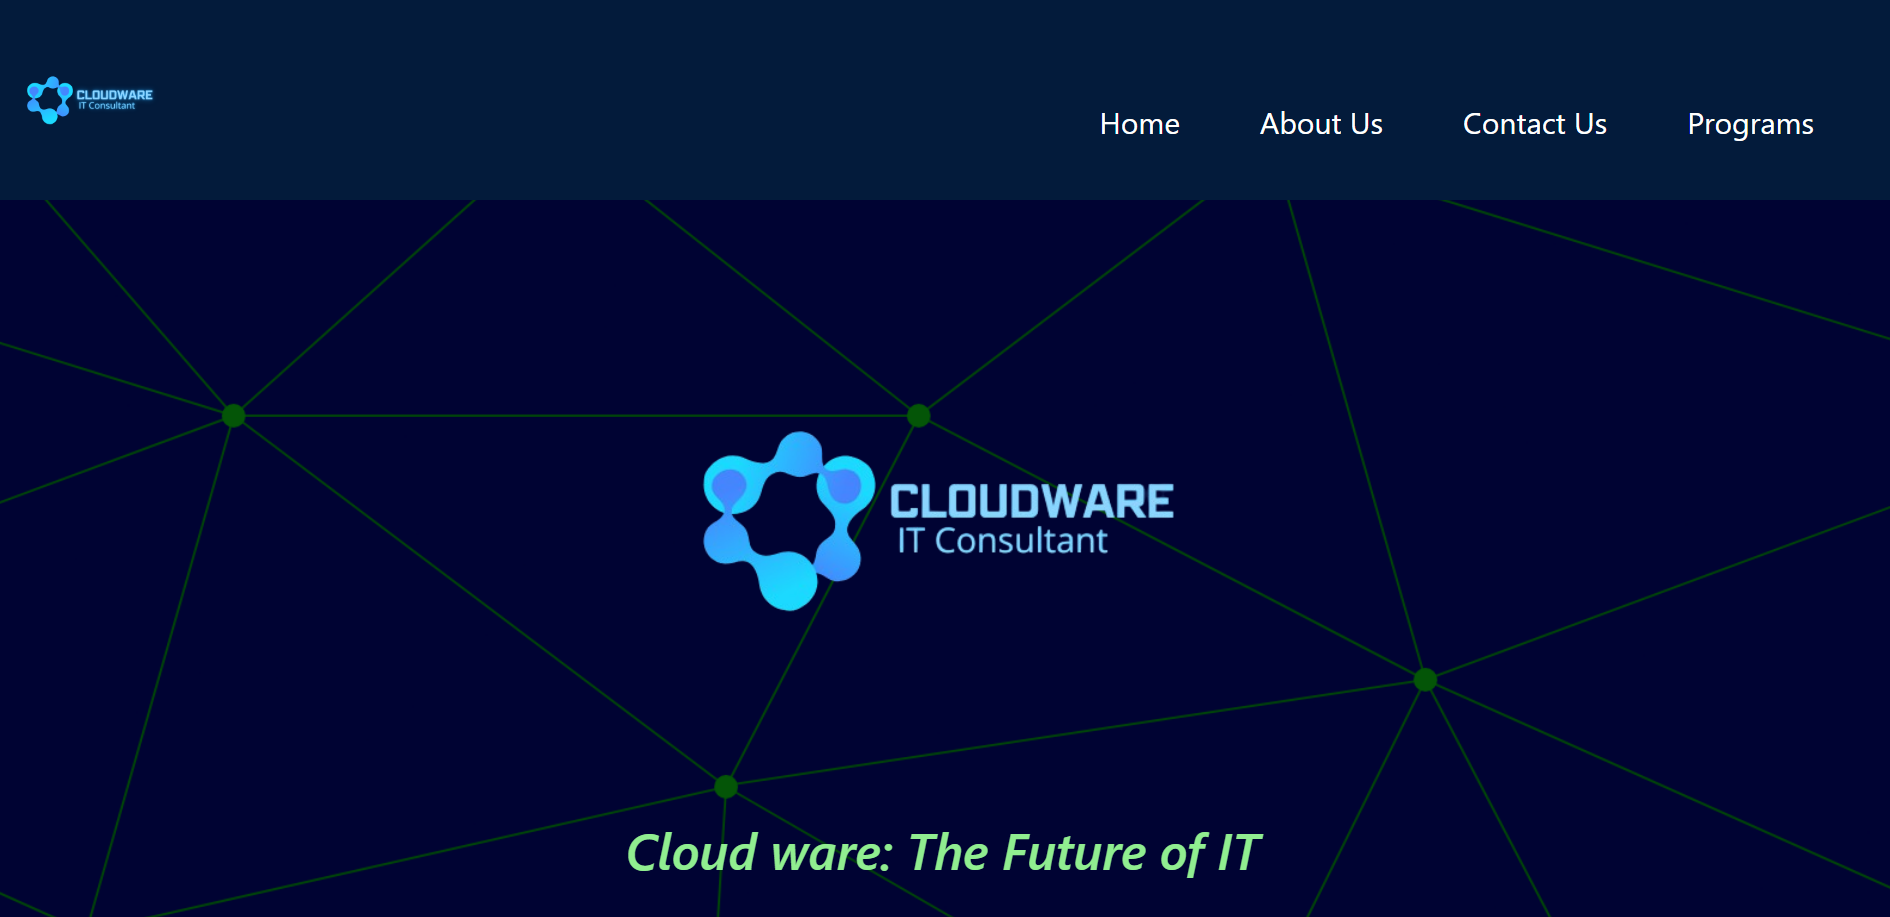 CLOUDWARE
IT Consultant
Home About Us Contact Us Programs
CLOUDWARE
IT Consultant
Cloud ware: The Future of IT